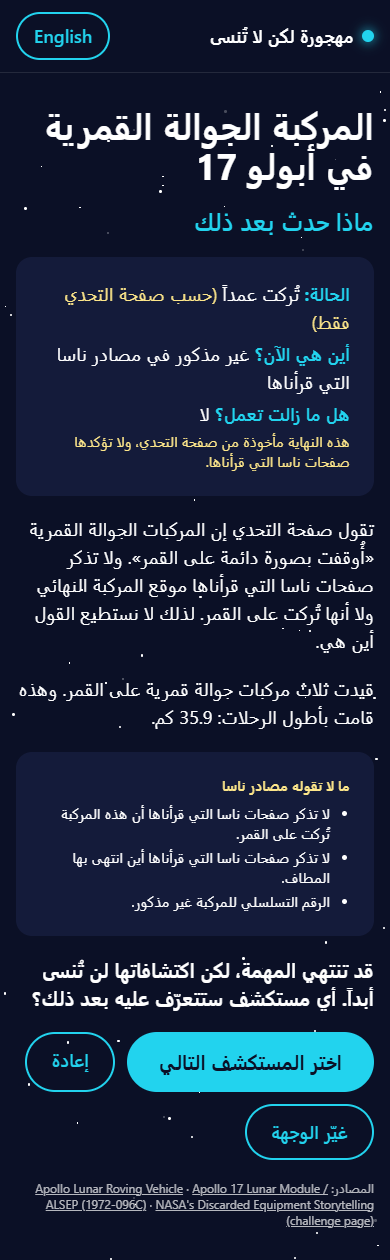 مهجورة لكن لا تُنسى
English
المركبة الجوالة القمرية
في أبولو 17
ماذا حدث بعد ذلك
الحالة: تُركت عمداً (حسب صفحة التحدي
فقط)
أين هي الآن؟ غير مذكور في مصادر ناسا
التي قرأناها
هل ما زالت تعمل؟ لا
هذه النهاية مأخوذة من صفحة التحدي، ولا تؤكدها
صفحات ناسا التي قرأناها.
تقول صفحة التحدي إن المركبات الجوالة القمرية
«أُوقفت بصورة دائمة على القمر». ولا تذكر
صفحات ناسا التي قرأناها موقع المركبة النهائي
ولا أنها تُركت على القمر. لذلك لا نستطيع القول
أين هي.
قيدت ثلاث مركبات جوالة قمرية على القمر. وهذه
قامت بأطول الرحلات: 35.9 كم.
ما لا تقوله مصادر ناسا
• لا تذكر صفحات ناسا التي قرأناها أن هذه المركبة
تُركت على القمر.
• لا تذكر صفحات ناسا التي قرأناها أين انتهى بها
المطاف.
• الرقم التسلسلي للمركبة غير مذكور.
قد تنتهي المهمة، لكن اكتشافاتها لن تُنسى
أبداً. أي مستكشف ستتعرّف عليه بعد ذلك؟
اختر المستكشف التالي
إعادة
غيّر الوجهة
المصادر: Apollo Lunar Roving Vehicle · Apollo 17 Lunar Module /
ALSEP (1972-096C) · NASA's Discarded Equipment Storytelling
(challenge page)